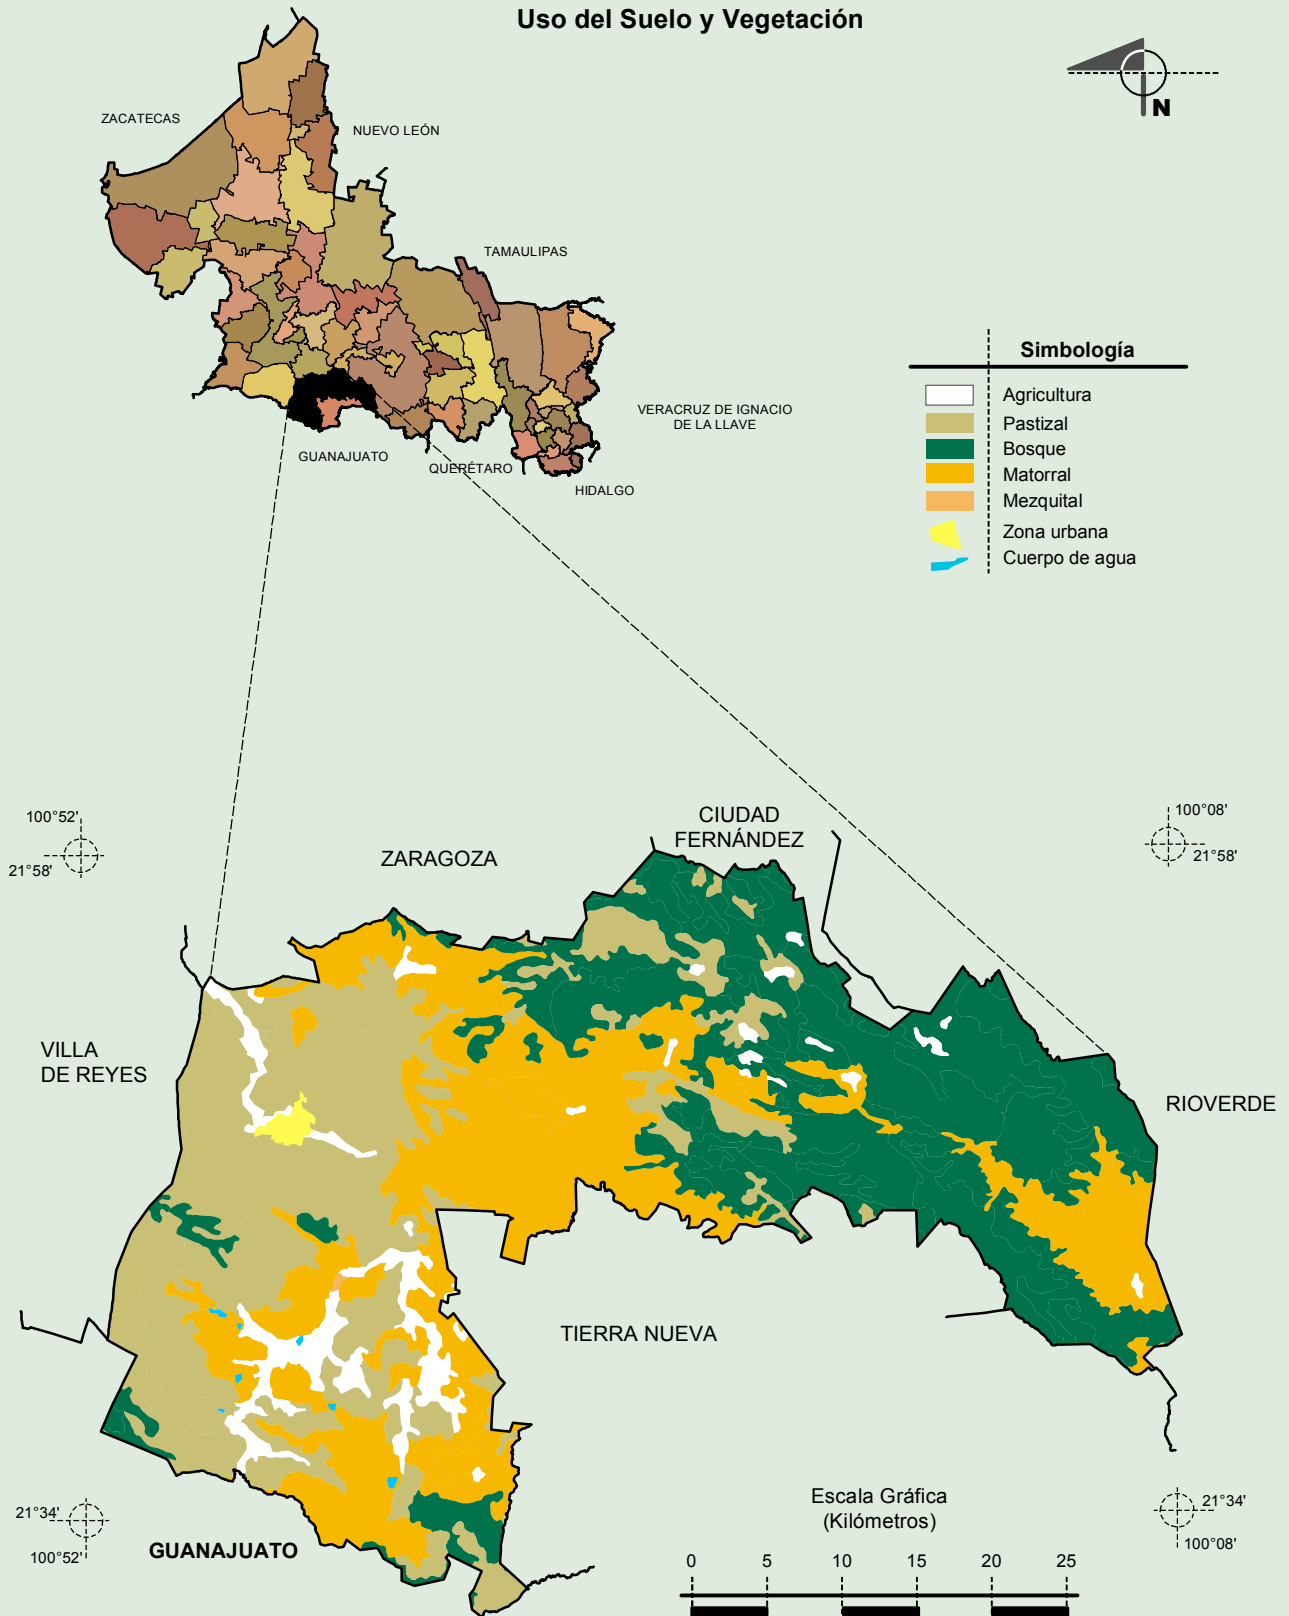 Uso del Suelo y Vegetación
N
ZACATECAS
NUEVO LEÓN
TAMAULIPAS
VERACRUZ DE IGNACIO
DE LA LLAVE
GUANAJUATO
QUERÉTARO
HIDALGO
Simbología
Agricultura
Pastizal
Bosque
Matorral
Mezquital
Zona urbana
Cuerpo de agua
100°52'
21°58'
100°08'
21°58'
CIUDAD
FERNÁNDEZ
ZARAGOZA
VILLA
DE REYES
RIOVERDE
TIERRA NUEVA
GUANAJUATO
21°34'
100°52'
21°34'
100°08'
Escala Gráfica
(Kilómetros)
0 5 10 15 20 25